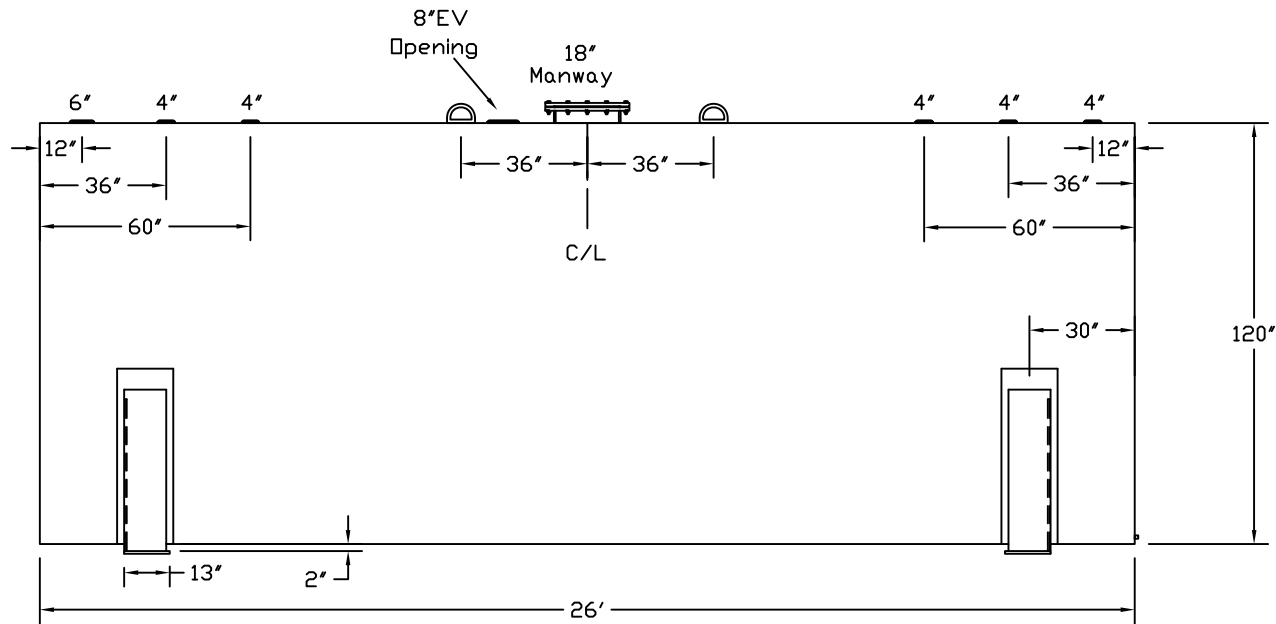 8"EV
Opening
18"
Manway
6" 4" 4" 4" 4" 4"
12" 36" 36" 12"
36" 36"
60" 60"
C/L
30"
120"
13" 2"
26'